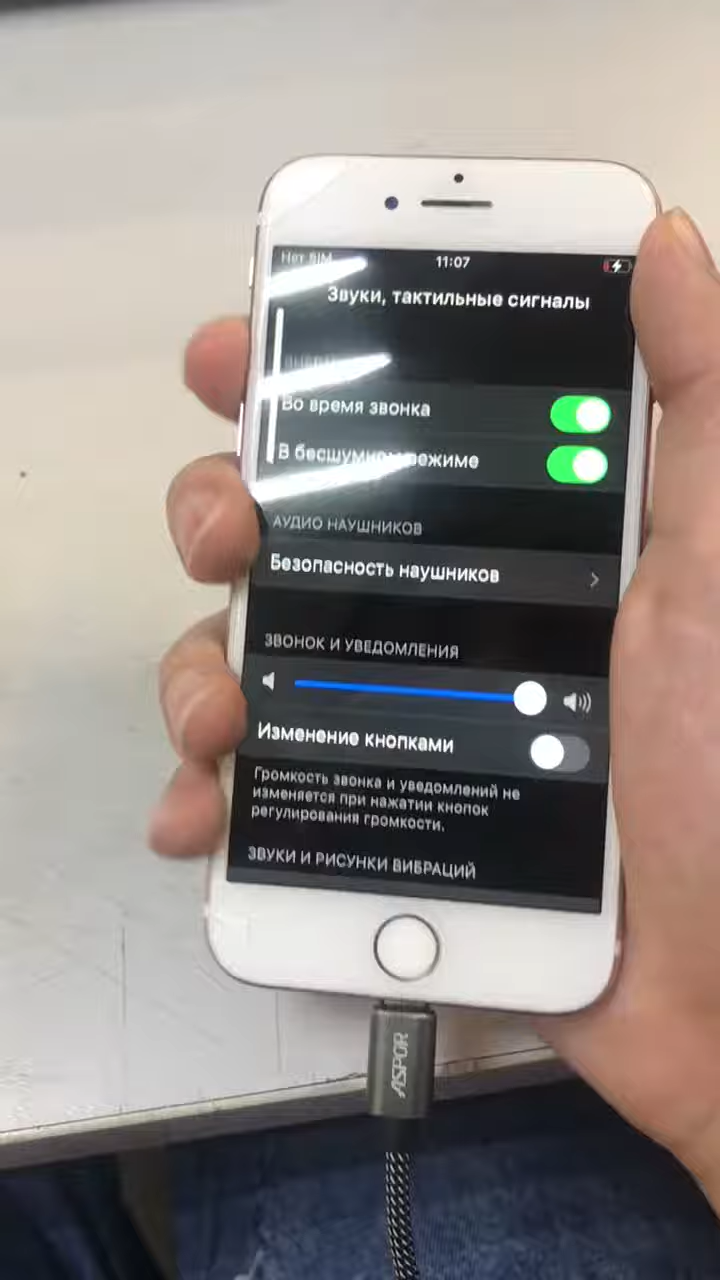 Нет SIM 11:07
Звуки, тактильные сигналы
Во время звонка
В бесшумном режиме
АУДИО НАУШНИКОВ
Безопасность наушников
ЗВОНОК И УВЕДОМЛЕНИЯ
Изменение кнопками
Громкость звонка и уведомлений не
изменяется при нажатии кнопок
регулирования громкости.
ЗВУКИ И РИСУНКИ ВИБРАЦИЙ
ASPOR